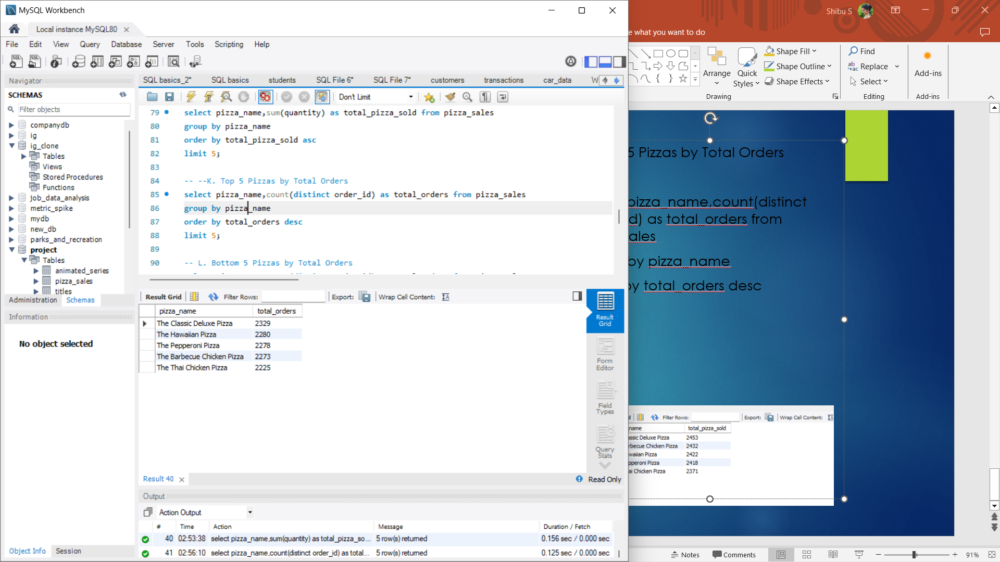 MySQL Workbench
Local instance MySQL80
File Edit View Query Database Server Tools Scripting Help
Navigator
SCHEMAS
Filter objects
companydb
ig
ig_clone
Tables
Views
Stored Procedures
Functions
job_data_analysis
metric_spike
mydb
new_db
parks_and_recreation
project
Tables
animated_series
pizza_sales
titles
Administration Schemas
Information
No object selected
Object Info Session
SQL basics_2* SQL basics students SQL File 6* SQL File 7* customers transactions car_data W
Don't Limit
79 select pizza_name,sum(quantity) as total_pizza_sold from pizza_sales
80 group by pizza_name
81 order by total_pizza_sold asc
82 limit 5;
83
84 -- --K. Top 5 Pizzas by Total Orders
85 select pizza_name,count(distinct order_id) as total_orders from pizza_sales
86 group by pizza_name
87 order by total_orders desc
88 limit 5;
89
90 -- L. Bottom 5 Pizzas by Total Orders
Result Grid Filter Rows: Export: Wrap Cell Content:
pizza_name total_orders
The Classic Deluxe Pizza 2329
The Hawaiian Pizza 2280
The Pepperoni Pizza 2278
The Barbecue Chicken Pizza 2273
The Thai Chicken Pizza 2225
Result
Grid
Form
Editor
Field
Types
Query
Stats
Result 40
Read Only
Output
Action Output
# Time Action Message Duration / Fetch
40 02:53:38 select pizza_name,sum(quantity) as total_pizza_so... 5 row(s) returned 0.156 sec / 0.000 sec
41 02:56:10 select pizza_name,count(distinct order_id) as total... 5 row(s) returned 0.125 sec / 0.000 sec
Shibu S
e what you want to do
Arrange
Quick
Styles
Shape Fill
Shape Outline
Shape Effects
Drawing
Find
Replace
Select
Editing
Add-ins
Add-ins
5 Pizzas by Total Orders
pizza_name,count(distinct
d) as total_orders from
ales
by pizza_name
by total_orders desc
d Filter Rows: Export: Wrap Cell Content:
name total_pizza_sold
assic Deluxe Pizza 2453
rbecue Chicken Pizza 2432
waiian Pizza 2422
pperoni Pizza 2418
ai Chicken Pizza 2371
Notes Comments 91%